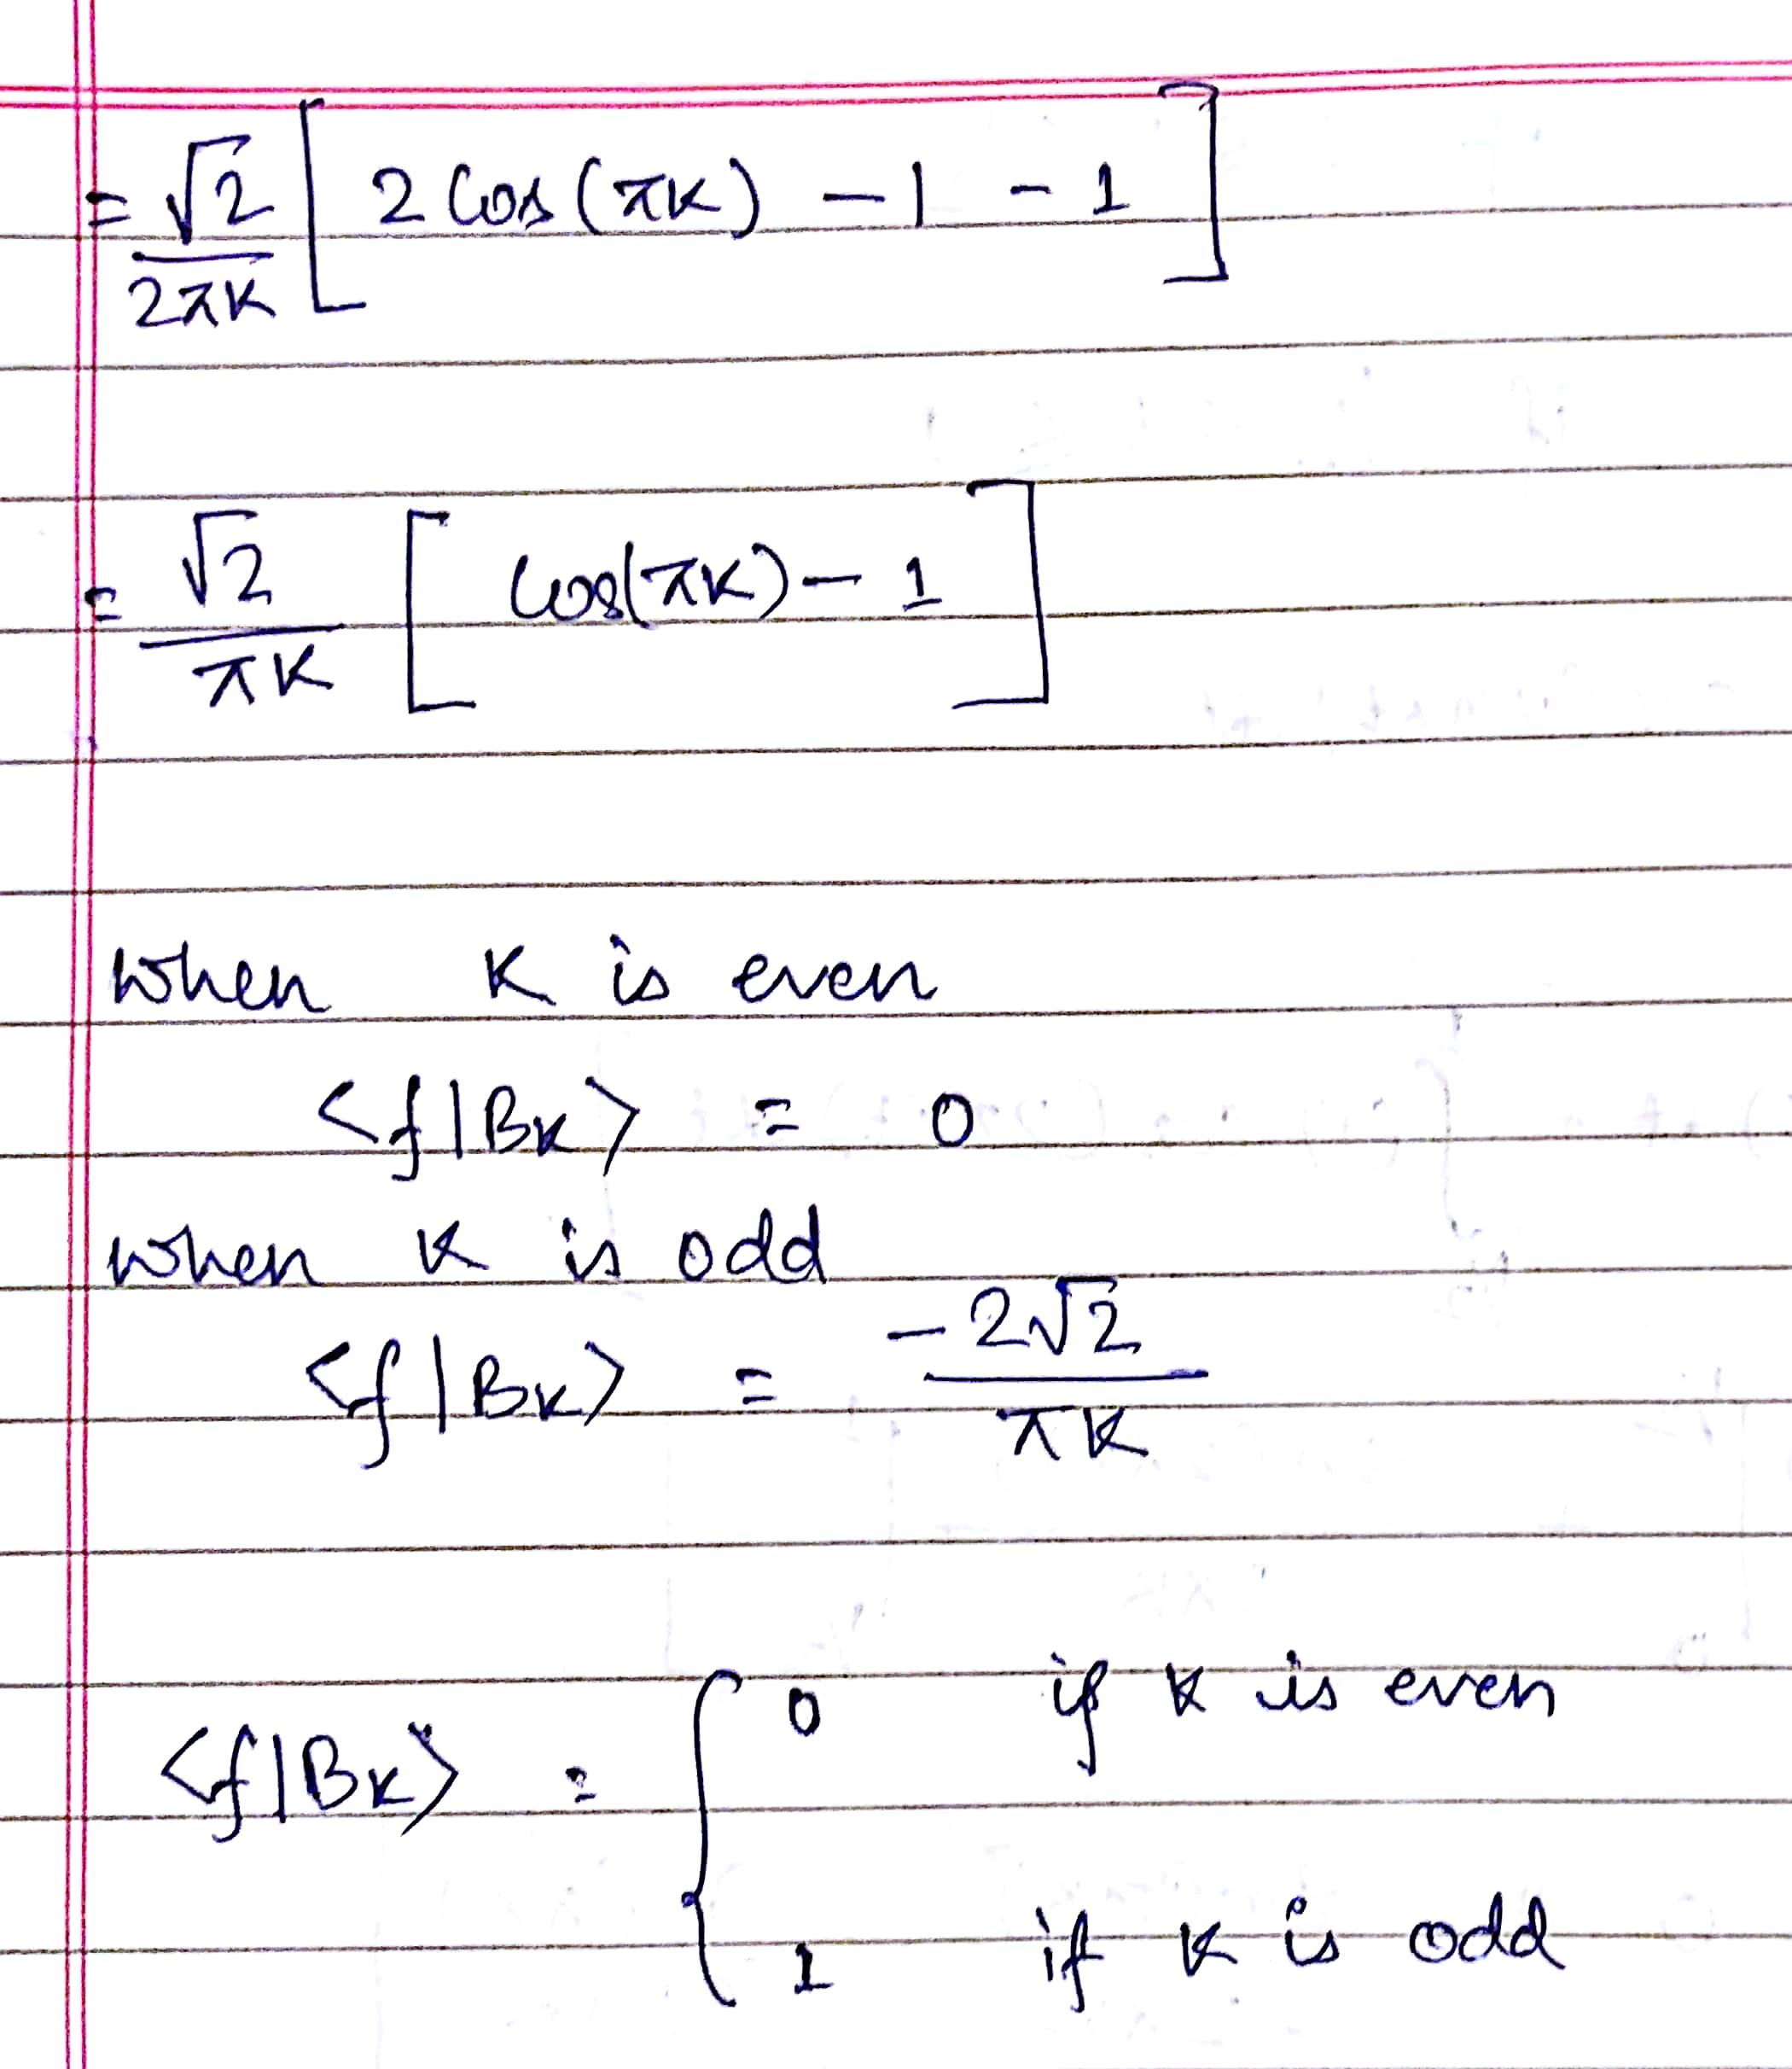 = √2 / 2πK [ 2 Cos (πK) - 1 - 1 ]
= √2 / πK [ Cos(πK) - 1 ]
when K is even
<f|BK> = 0
when K is odd
<f|BK> = -2√2 / πK
<f|BK> = { 0 if K is even
1 if K is odd